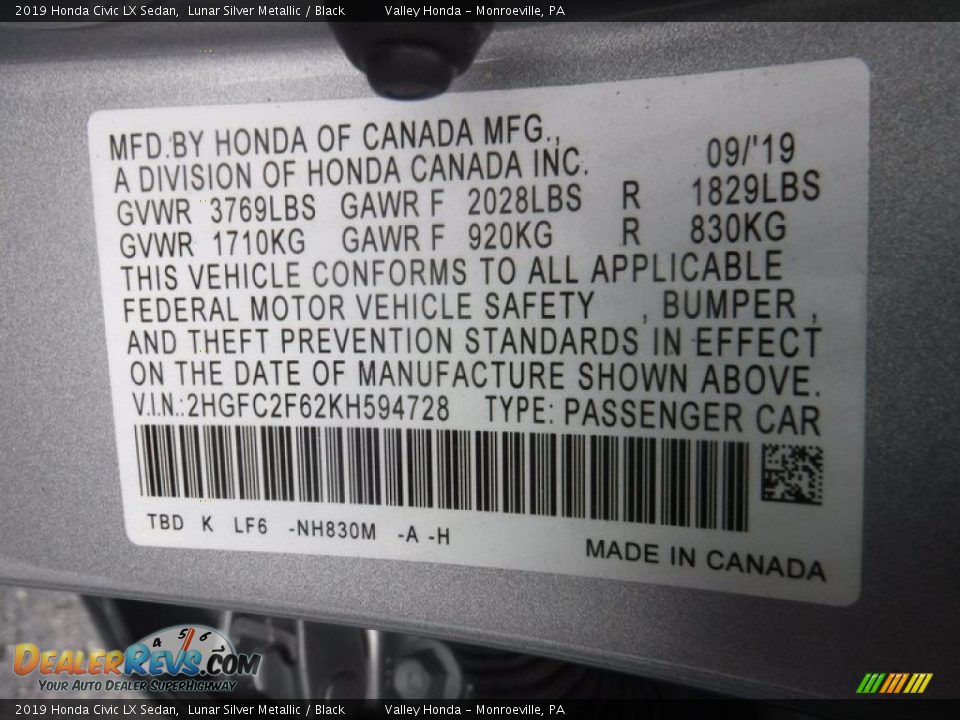 2019 Honda Civic LX Sedan, Lunar Silver Metallic / Black Valley Honda - Monroeville, PA
MFD.BY HONDA OF CANADA MFG.,
A DIVISION OF HONDA CANADA INC. 09/'19
GVWR 3769LBS GAWR F 2028LBS R 1829LBS
GVWR 1710KG GAWR F 920KG R 830KG
THIS VEHICLE CONFORMS TO ALL APPLICABLE
FEDERAL MOTOR VEHICLE SAFETY , BUMPER ,
AND THEFT PREVENTION STANDARDS IN EFFECT
ON THE DATE OF MANUFACTURE SHOWN ABOVE.
V.I.N.:2HGFC2F62KH594728 TYPE: PASSENGER CAR
TBD K LF6 -NH830M -A -H
MADE IN CANADA
4 5 6 7
DEALERREVS.COM
YOUR AUTO DEALER SUPERHIGHWAY
2019 Honda Civic LX Sedan, Lunar Silver Metallic / Black Valley Honda - Monroeville, PA